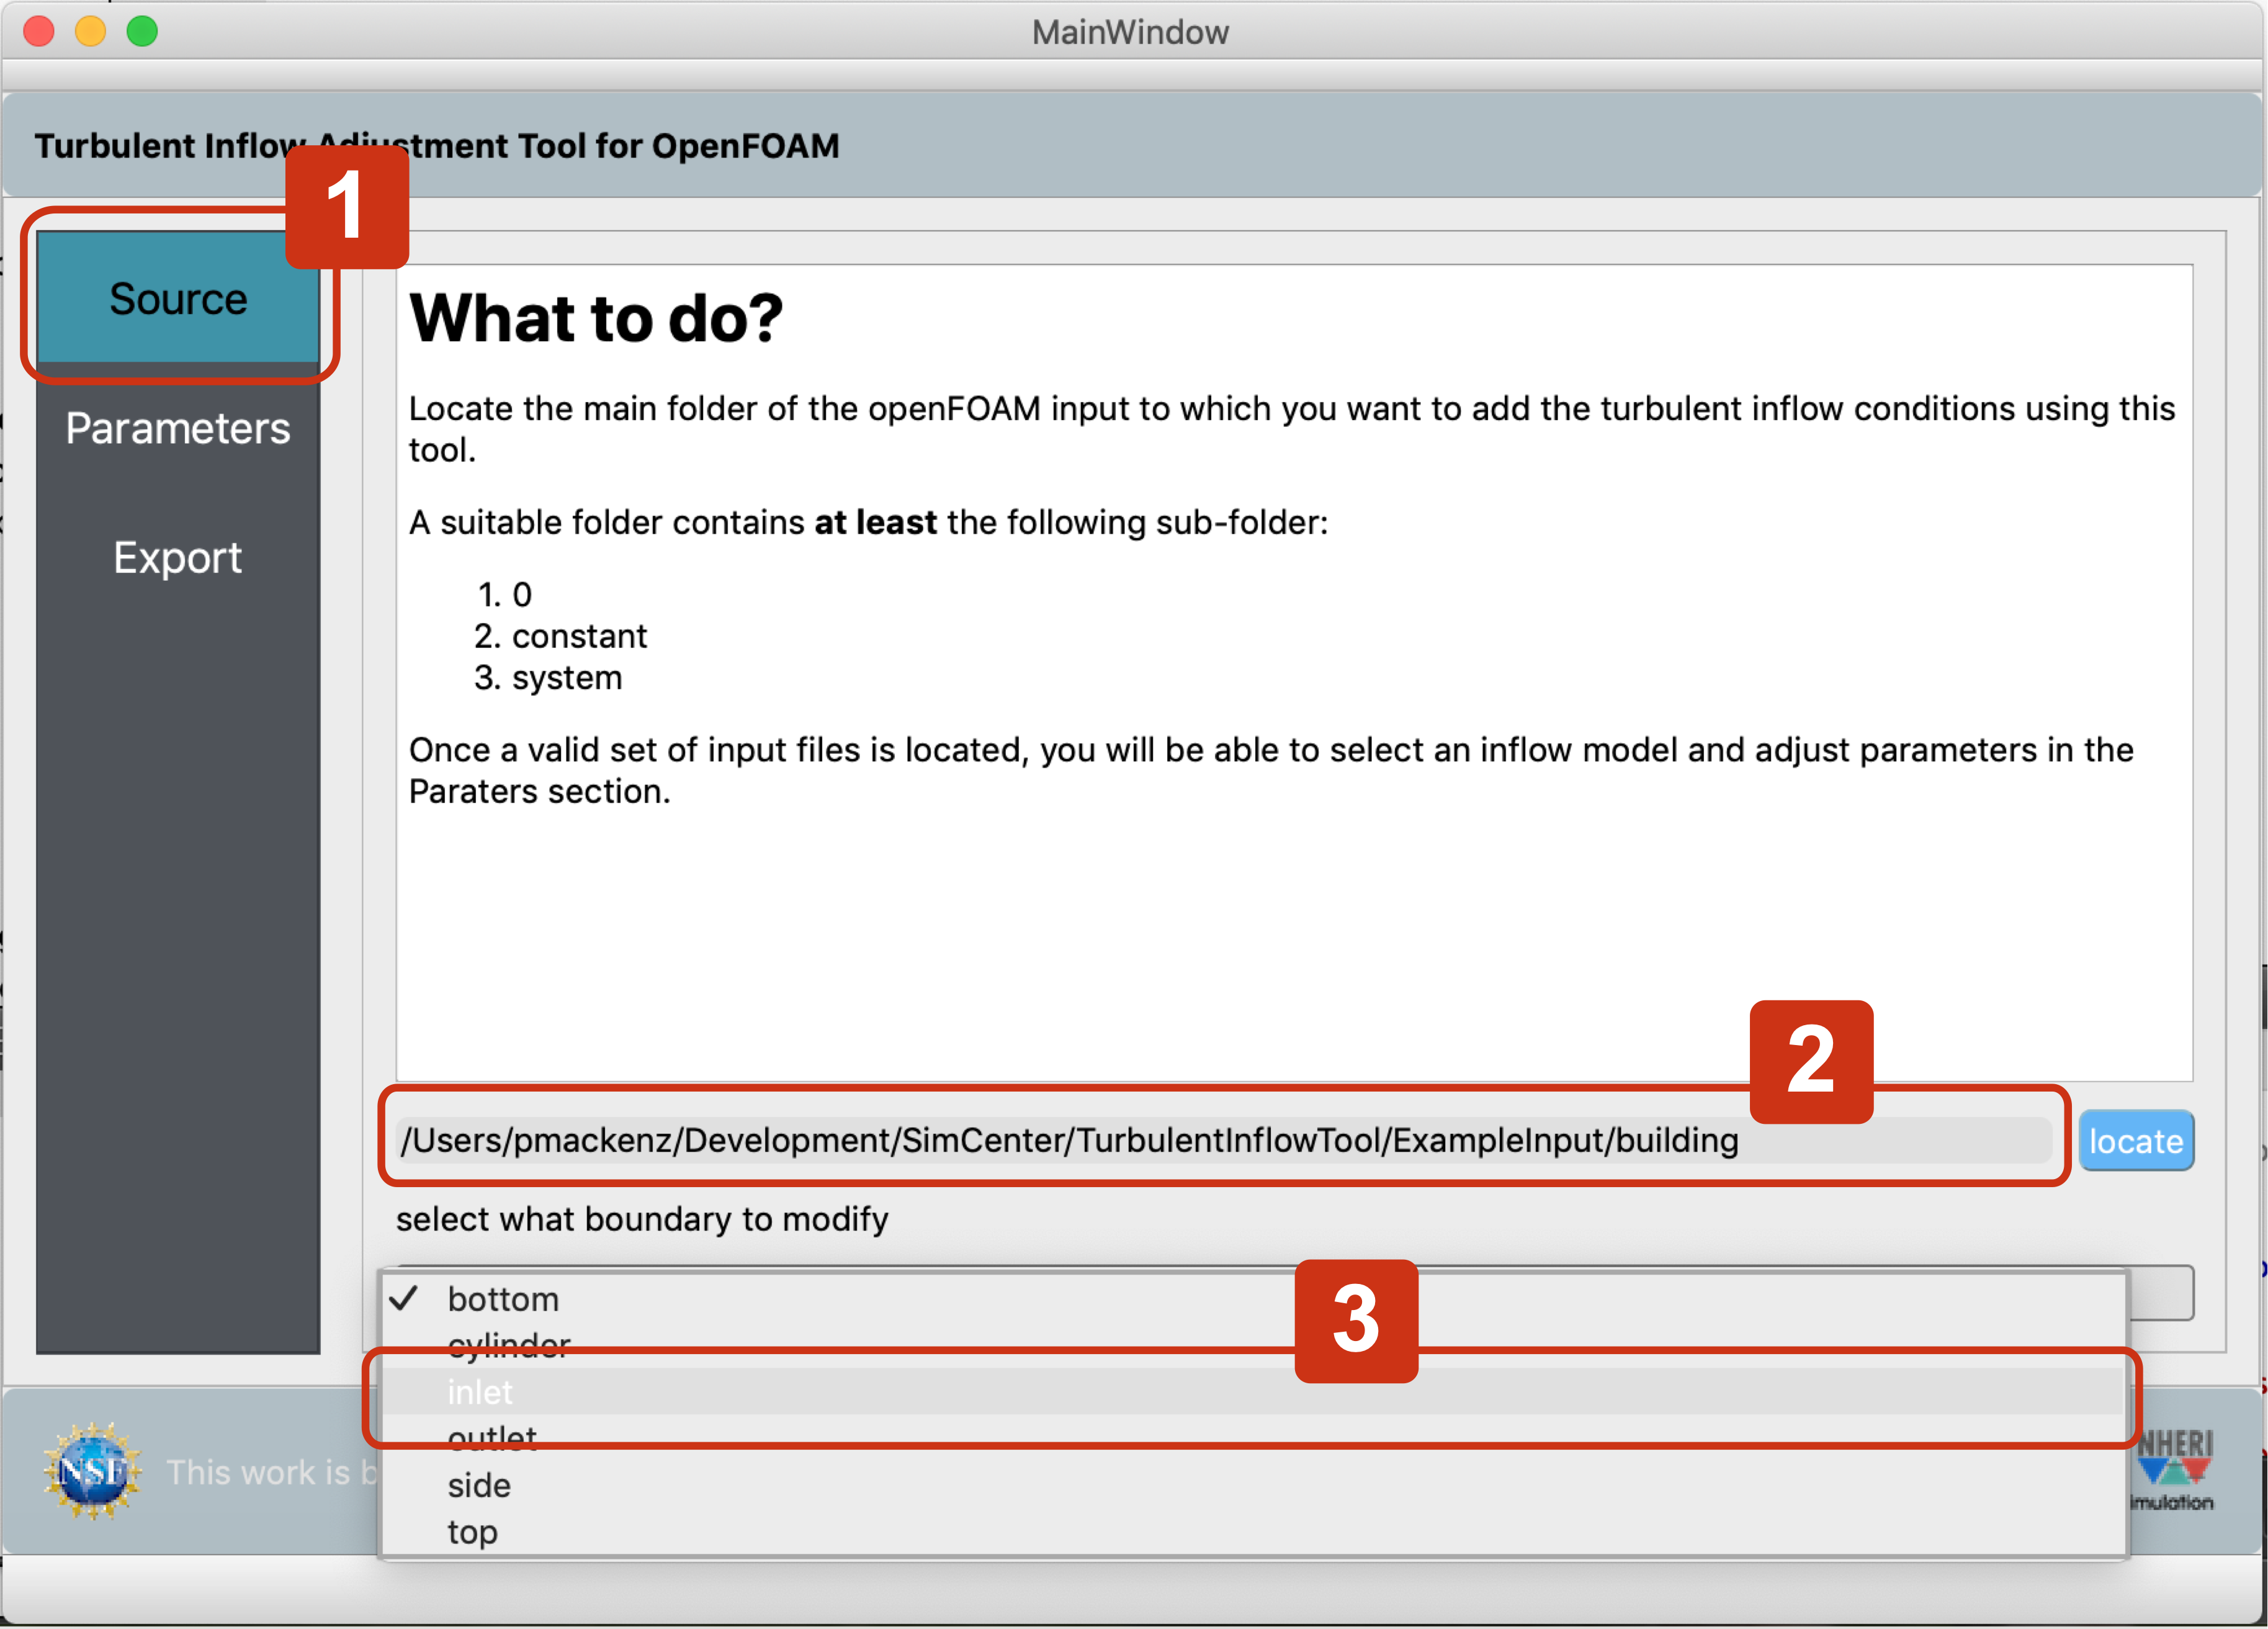 MainWindow
Turbulent Inflow Adjustment Tool for OpenFOAM
1
Source
Parameters
Export
What to do?
Locate the main folder of the openFOAM input to which you want to add the turbulent inflow conditions using this
tool.
A suitable folder contains at least the following sub-folder:
1. 0
2. constant
3. system
Once a valid set of input files is located, you will be able to select an inflow model and adjust parameters in the
Paraters section.
2
/Users/pmackenz/Development/SimCenter/TurbulentInflowTool/ExampleInput/building
locate
select what boundary to modify
3
✓ bottom
cylinder
inlet
outlet
side
top
NSF
This work is b
NHERI
imulation